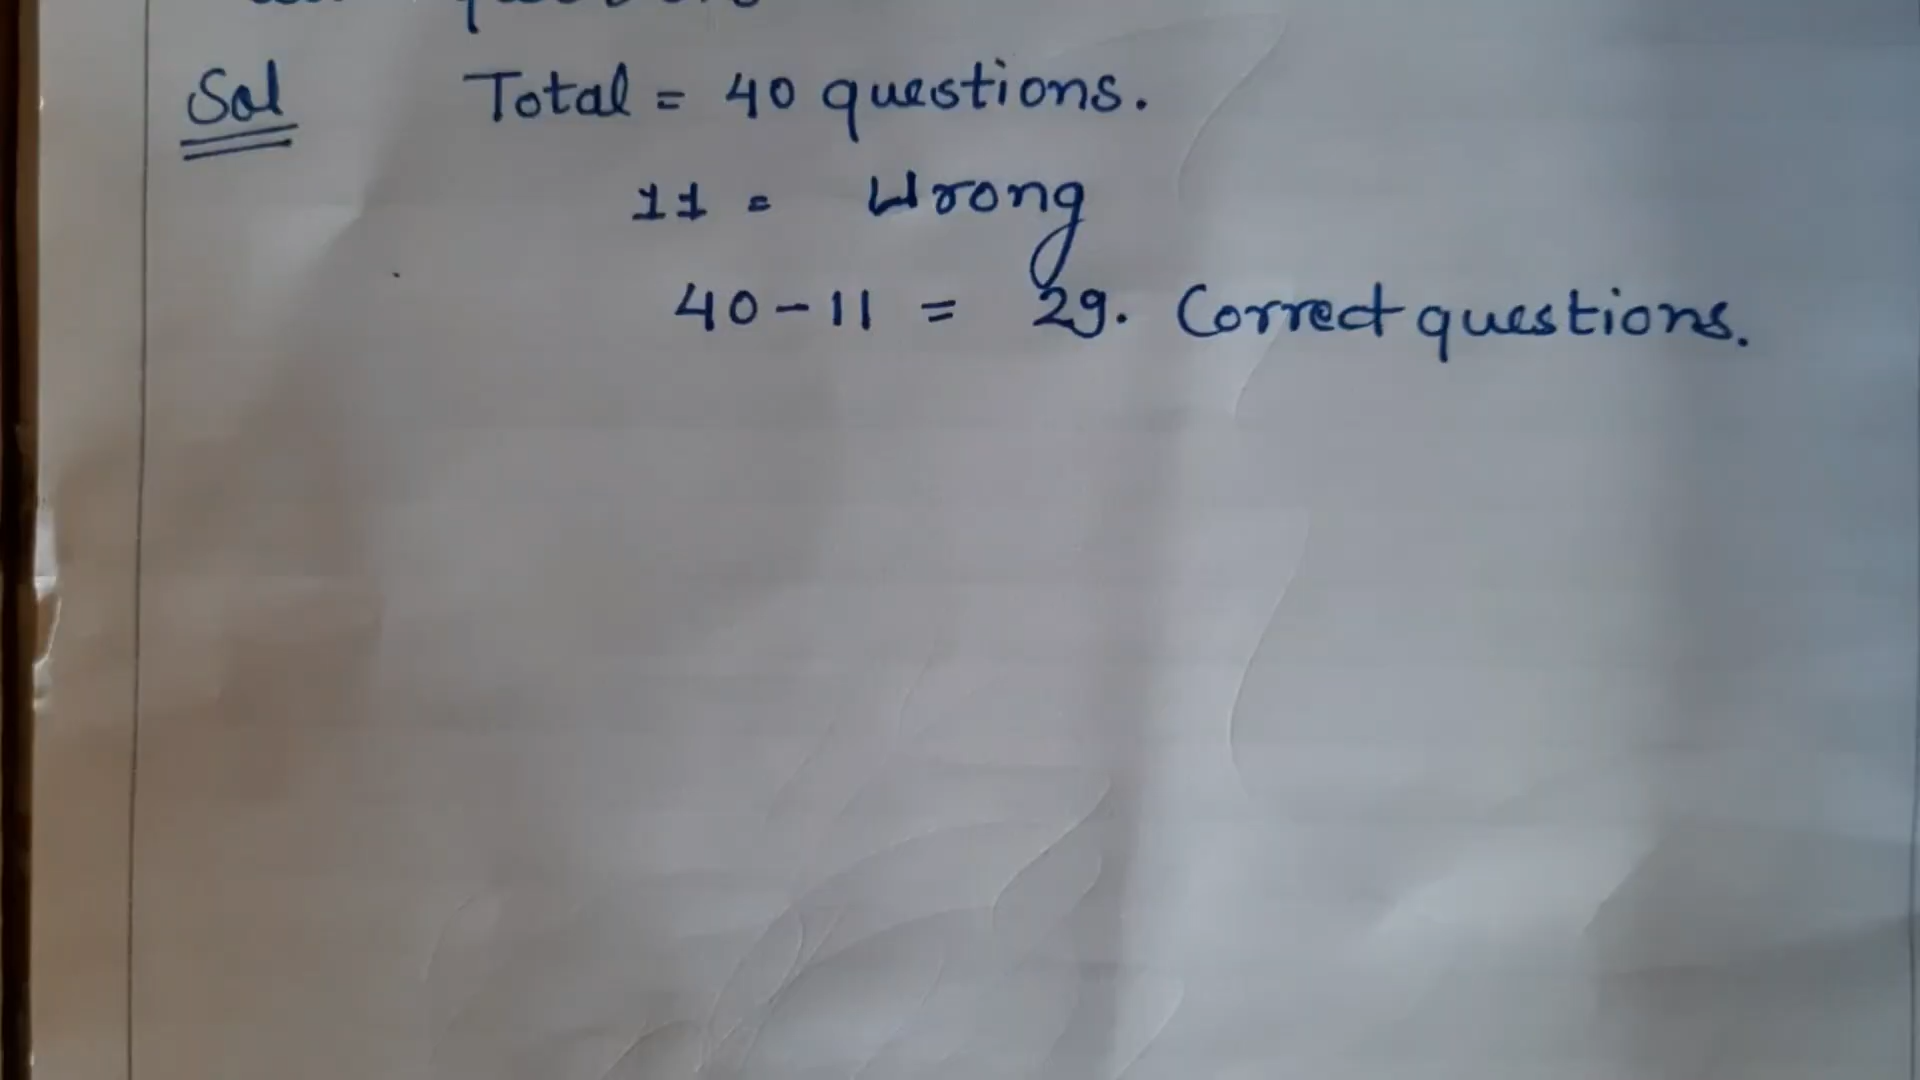 Sol Total = 40 questions.
11 = Wrong
40 - 11 = 29. Correct questions.